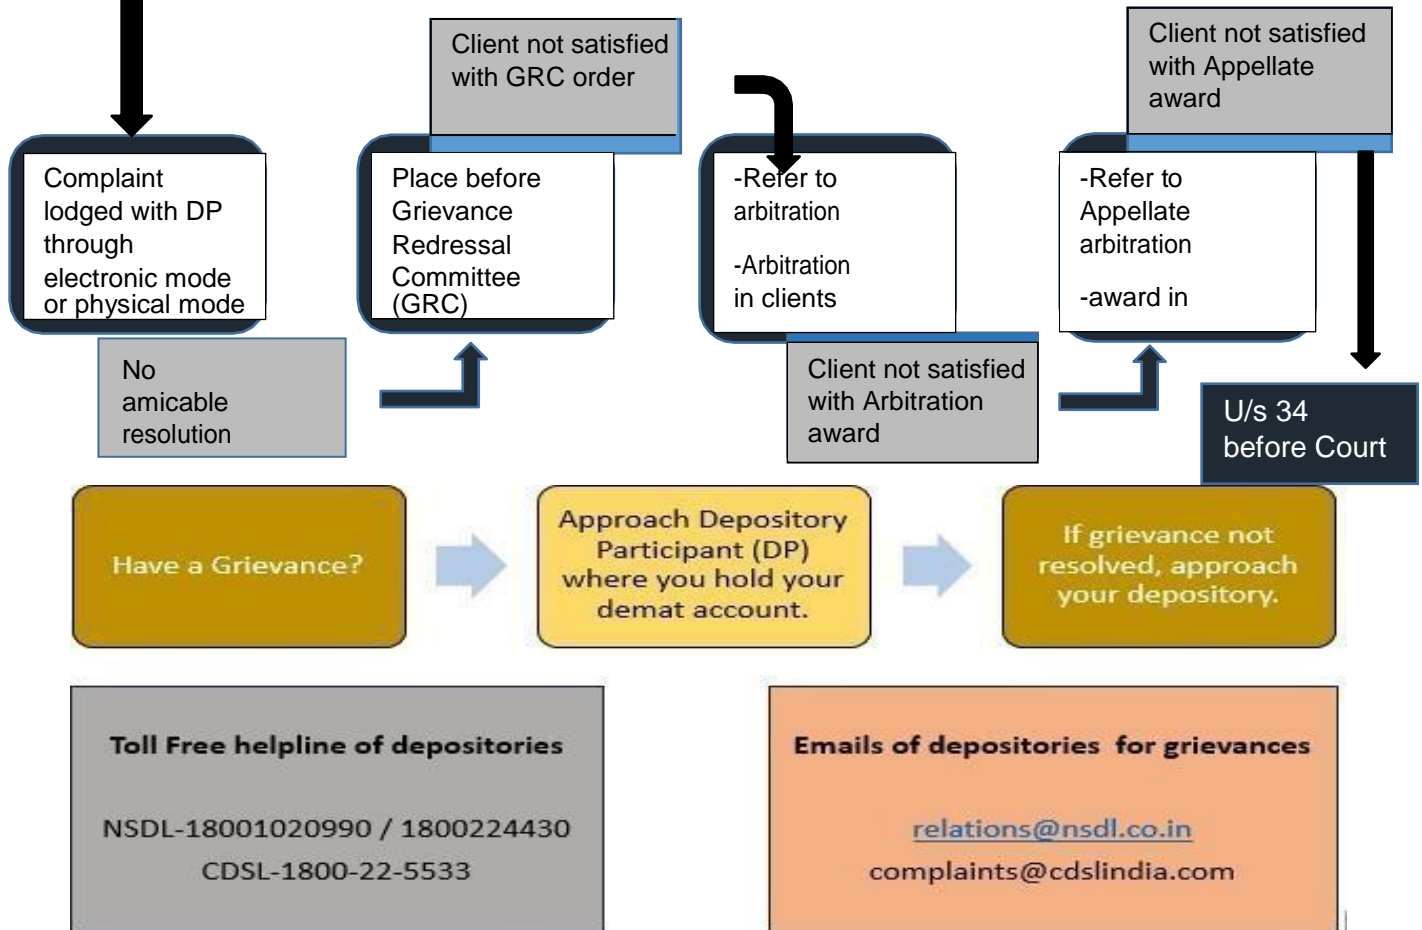 Client not satisfied
with GRC order
Client not satisfied
with Appellate
award
Complaint
lodged with DP
through
electronic mode
or physical mode
Place before
Grievance
Redressal
Committee
(GRC)
-Refer to
arbitration
-Arbitration
in clients
-Refer to
Appellate
arbitration
-award in
No
amicable
resolution
Client not satisfied
with Arbitration
award
U/s 34
before Court
Have a Grievance?
Approach Depository
Participant (DP)
where you hold your
demat account.
If grievance not
resolved, approach
your depository.
Toll Free helpline of depositories
NSDL-18001020990 / 1800224430
CDSL-1800-22-5533
Emails of depositories for grievances
relations@nsdl.co.in
complaints@cdslindia.com